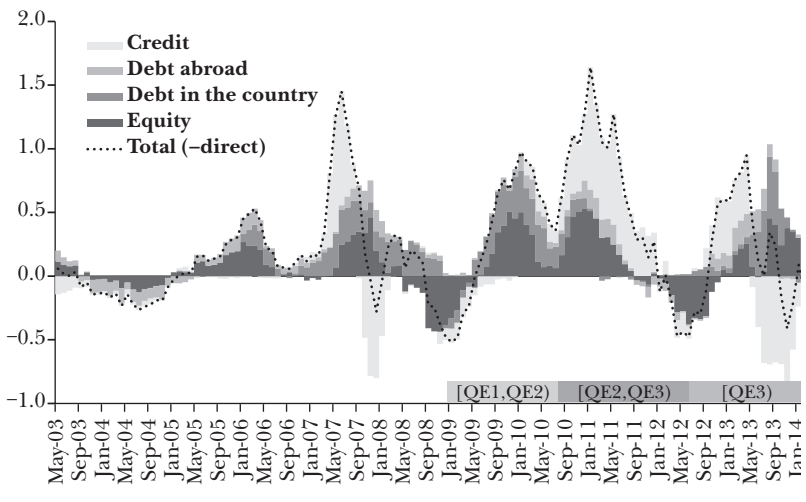 2.0
1.5
1.0
0.5
0.0
−0.5
−1.0
Credit
Debt abroad
Debt in the country
Equity
Total (–direct)
[QE1,QE2)
[QE2,QE3)
[QE3)
May-03
Sep-03
Jan-04
May-04
Sep-04
Jan-05
May-05
Sep-05
Jan-06
May-06
Sep-06
Jan-07
May-07
Sep-07
Jan-08
May-08
Sep-08
Jan-09
May-09
Sep-09
Jan-10
May-10
Sep-10
Jan-11
May-11
Sep-11
Jan-12
May-12
Sep-12
Jan-13
May-13
Sep-13
Jan-14